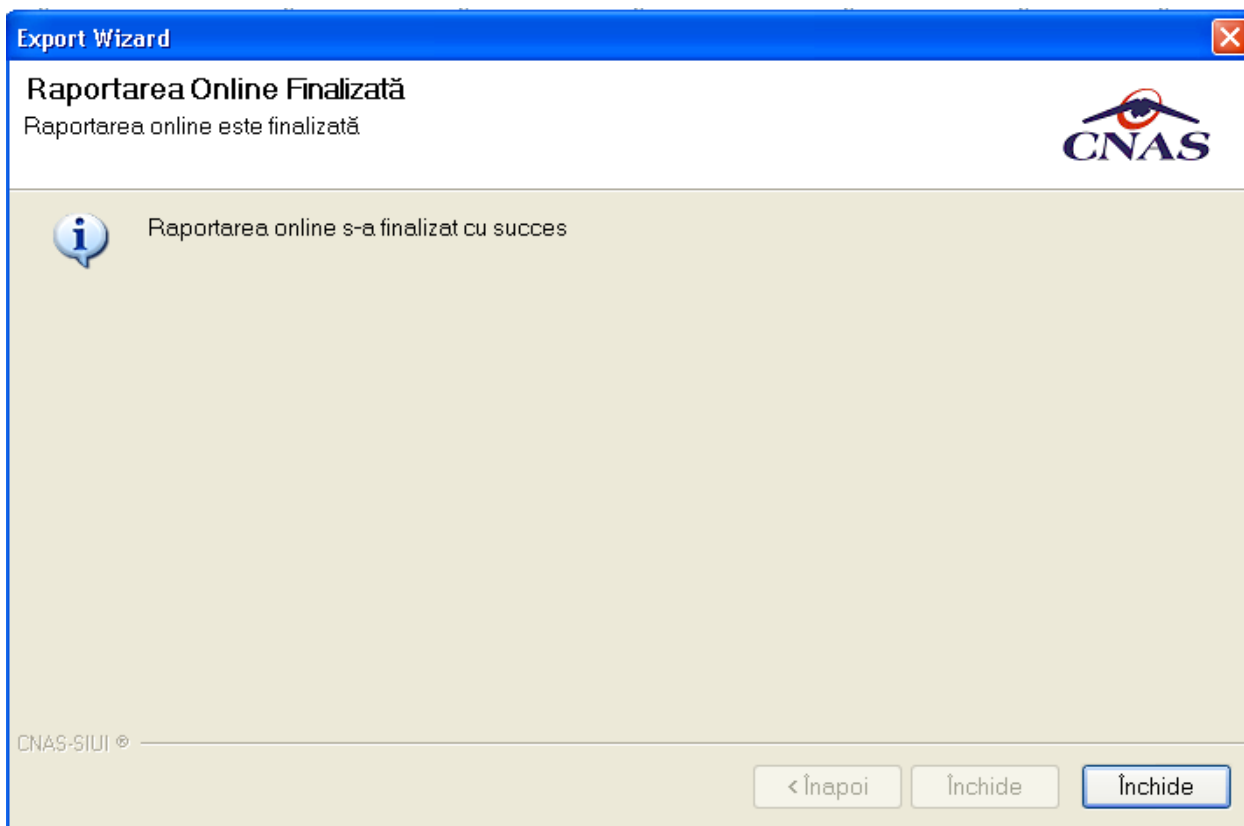 Export Wizard
Raportarea Online Finalizată
Raportarea online este finalizată
CNAS
Raportarea online s-a finalizat cu succes
CNAS-SIUI ®
< Înapoi
Închide
Închide